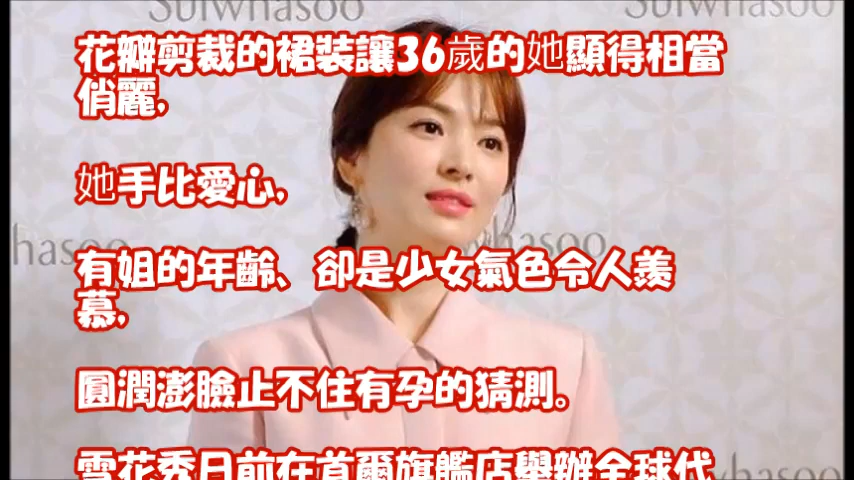 Sulwhasoo
Sulwhasoo
花瓣剪裁的裙裝讓36歲的她顯得相當
俏麗,
她手比愛心,
whasoo
whasoo
有姐的年齡、卻是少女氣色令人羨
慕,
圓潤澎臉止不住有孕的猜測。
雪花秀日前在首爾旗艦店舉辦全球代
whasoo